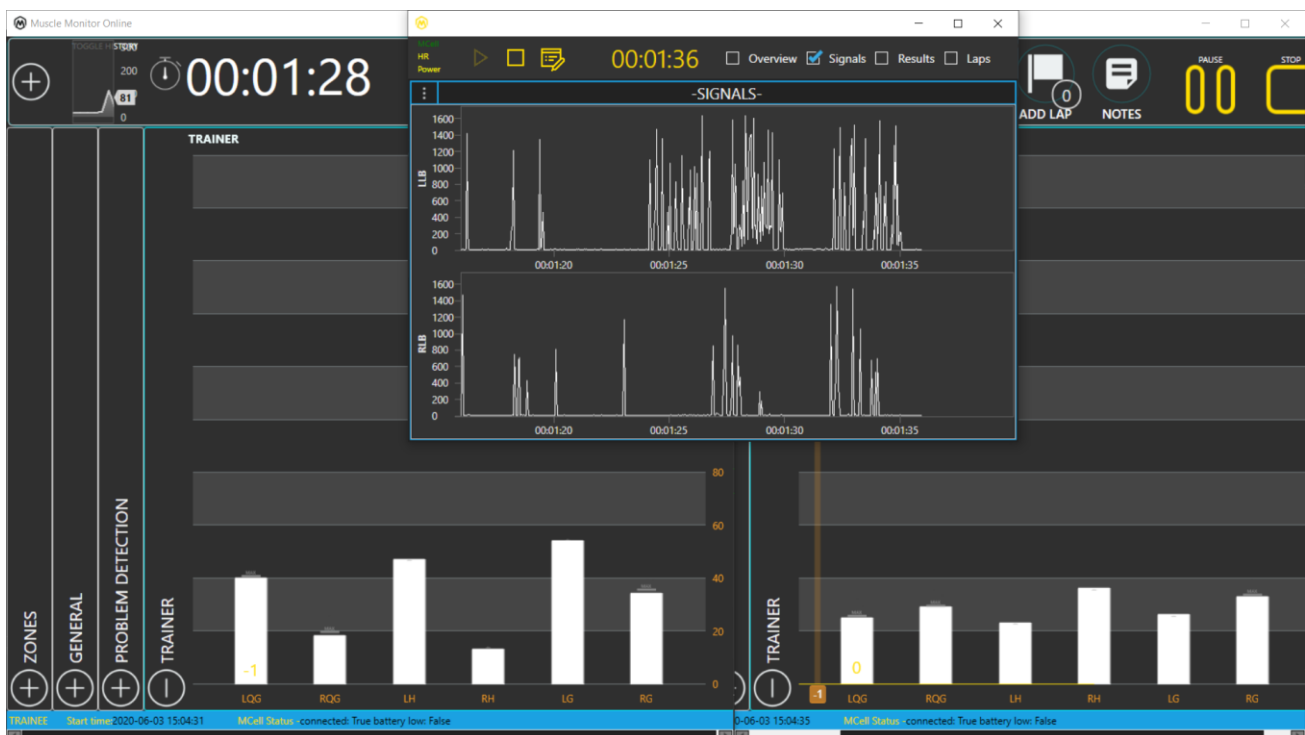 Muscle Monitor Online
TOGGLE HISTORY
200
81
0
00:01:28
MCell
HR
Power
00:01:36
Overview
Signals
Results
Laps
-SIGNALS-
1600
1400
1200
1000
800
600
400
200
0
LLB
00:01:20
00:01:25
00:01:30
00:01:35
1600
1400
1200
1000
800
600
400
200
0
RLB
00:01:20
00:01:25
00:01:30
00:01:35
0
ADD LAP
NOTES
PAUSE
STOP
TRAINER
ZONES
GENERAL
PROBLEM DETECTION
TRAINER
80
60
40
20
0
-1
LQG
RQG
LH
RH
LG
RG
TRAINER
-1
0
LQG
RQG
LH
RH
LG
RG
TRAINEE Start time:2020-06-03 15:04:31 MCell Status -connected: True battery low: False
0-06-03 15:04:35 MCell Status -connected: True battery low: False